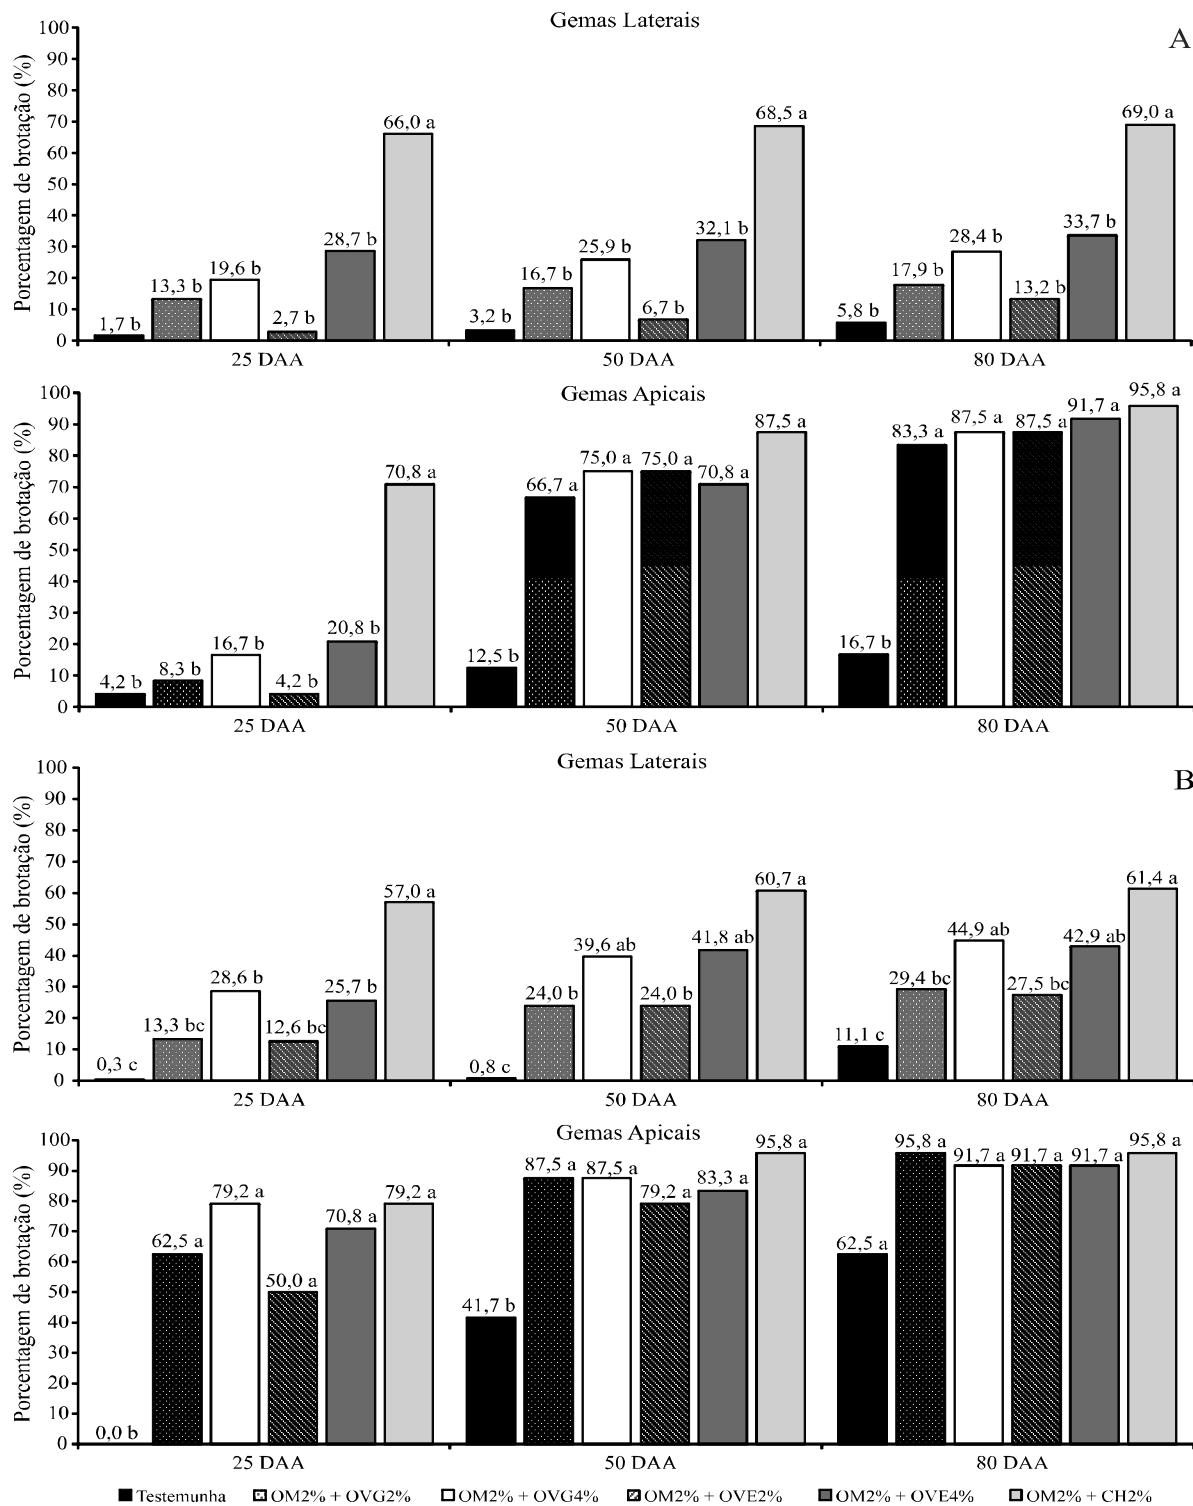 Gemas Laterais
A
Porcentagem de brotação (%)
100
90
80
70
60
50
40
30
20
10
0
1,7 b
13,3 b
19,6 b
2,7 b
28,7 b
66,0 a
3,2 b
16,7 b
25,9 b
6,7 b
32,1 b
68,5 a
5,8 b
17,9 b
28,4 b
13,2 b
33,7 b
69,0 a
25 DAA
50 DAA
80 DAA
Gemas Apicais
Porcentagem de brotação (%)
100
90
80
70
60
50
40
30
20
10
0
4,2 b
8,3 b
16,7 b
4,2 b
20,8 b
70,8 a
12,5 b
66,7 a
75,0 a
75,0 a
70,8 a
87,5 a
16,7 b
83,3 a
87,5 a
87,5 a
91,7 a
95,8 a
25 DAA
50 DAA
80 DAA
Gemas Laterais
B
Porcentagem de brotação (%)
100
90
80
70
60
50
40
30
20
10
0
0,3 c
13,3 bc
28,6 b
12,6 bc
25,7 b
57,0 a
0,8 c
24,0 b
39,6 ab
24,0 b
41,8 ab
60,7 a
11,1 c
29,4 bc
44,9 ab
27,5 bc
42,9 ab
61,4 a
25 DAA
50 DAA
80 DAA
Gemas Apicais
Porcentagem de brotação (%)
100
90
80
70
60
50
40
30
20
10
0
0,0 b
62,5 a
79,2 a
50,0 a
70,8 a
79,2 a
41,7 b
87,5 a
87,5 a
79,2 a
83,3 a
95,8 a
62,5 a
95,8 a
91,7 a
91,7 a
91,7 a
95,8 a
25 DAA
50 DAA
80 DAA
Testemunha
OM2% + OVG2%
OM2% + OVG4%
OM2% + OVE2%
OM2% + OVE4%
OM2% + CH2%